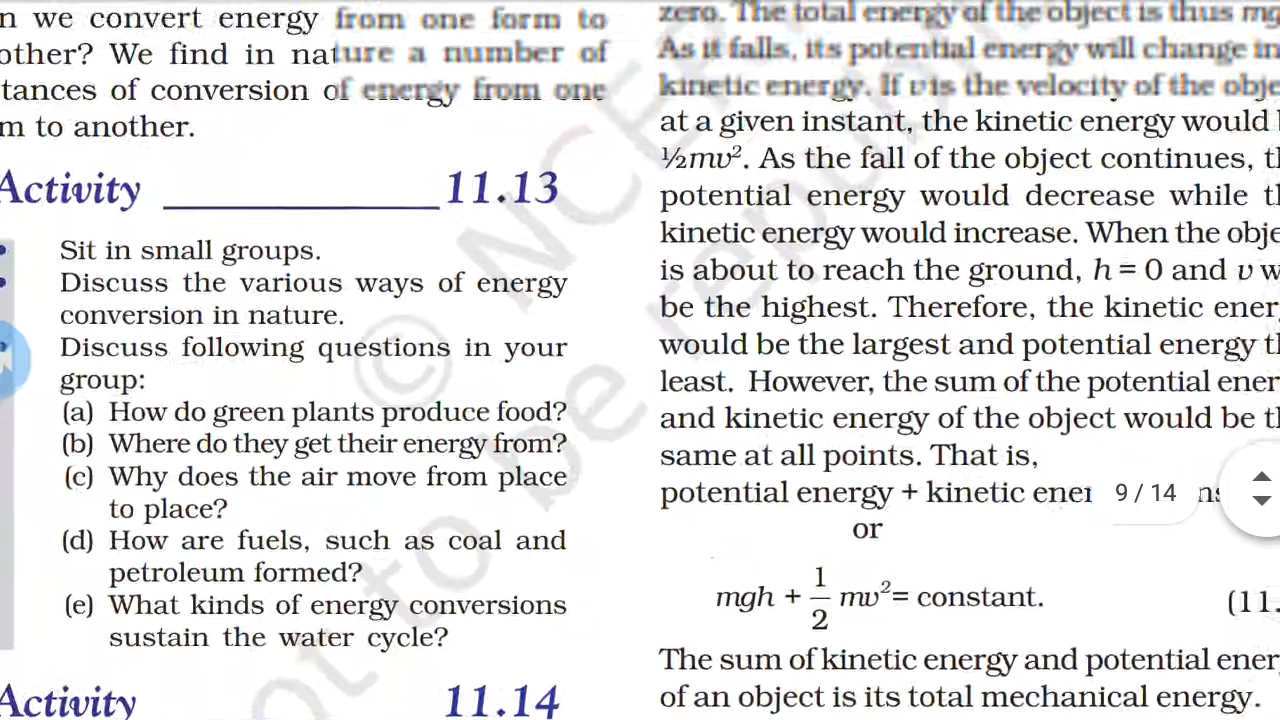 n we convert energy from one form to
other? We find in nature a number of
tances of conversion of energy from one
m to another.
Activity 11.13
Sit in small groups.
Discuss the various ways of energy
conversion in nature.
Discuss following questions in your
group:
(a) How do green plants produce food?
(b) Where do they get their energy from?
(c) Why does the air move from place
to place?
(d) How are fuels, such as coal and
petroleum formed?
(e) What kinds of energy conversions
sustain the water cycle?
Activity 11.14
zero. The total energy of the object is thus mg
As it falls, its potential energy will change in
kinetic energy. If v is the velocity of the obje
at a given instant, the kinetic energy would
½mv². As the fall of the object continues, t
potential energy would decrease while t
kinetic energy would increase. When the obje
is about to reach the ground, h = 0 and v w
be the highest. Therefore, the kinetic ener
would be the largest and potential energy t
least. However, the sum of the potential ener
and kinetic energy of the object would be t
same at all points. That is,
potential energy + kinetic ener 9 / 14 ns
or
mgh + 1/2 mv² = constant. (11.
The sum of kinetic energy and potential ener
of an object is its total mechanical energy.
© NCE
not to be republ